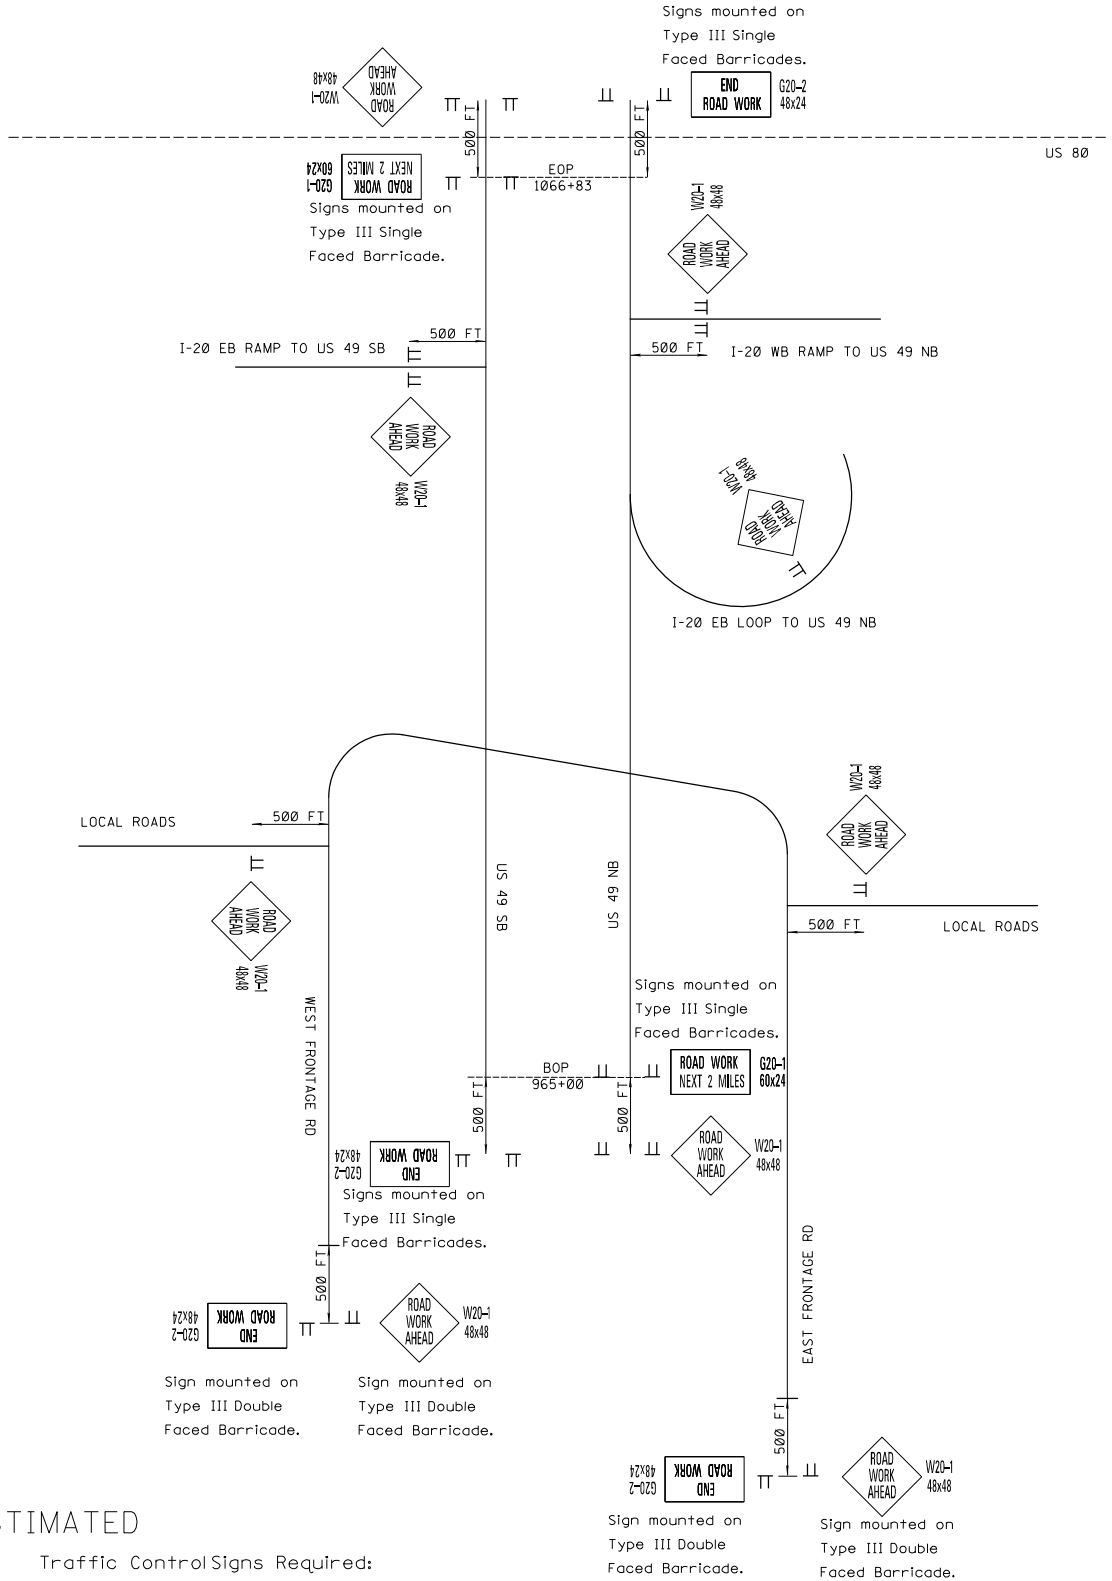 Signs mounted on
Type III Single
Faced Barricades.
END
ROAD WORK
G20-2
48x24
ROAD
WORK
AHEAD
W20-1
48x48
500 FT
500 FT
US 80
EOP
1066+83
ROAD WORK
NEXT 2 MILES
G20-1
60x24
Signs mounted on
Type III Single
Faced Barricade.
W20-1
48x48
ROAD
WORK
AHEAD
500 FT
I-20 EB RAMP TO US 49 SB
500 FT
I-20 WB RAMP TO US 49 NB
ROAD
WORK
AHEAD
W20-1
48x48
W20-1
48x48
ROAD
WORK
AHEAD
I-20 EB LOOP TO US 49 NB
W20-1
48x48
ROAD
WORK
AHEAD
LOCAL ROADS
500 FT
US 49 SB
US 49 NB
500 FT
LOCAL ROADS
ROAD
WORK
AHEAD
W20-1
48x48
WEST FRONTAGE RD
Signs mounted on
Type III Single
Faced Barricades.
BOP
965+00
ROAD WORK
NEXT 2 MILES
G20-1
60x24
500 FT
500 FT
ROAD
WORK
AHEAD
W20-1
48x48
END
ROAD WORK
G20-2
48x24
Signs mounted on
Type III Single
Faced Barricades.
500 FT
EAST FRONTAGE RD
END
ROAD WORK
G20-2
48x24
ROAD
WORK
AHEAD
W20-1
48x48
Sign mounted on
Type III Double
Faced Barricade.
Sign mounted on
Type III Double
Faced Barricade.
500 FT
END
ROAD WORK
G20-2
48x24
ROAD
WORK
AHEAD
W20-1
48x48
Sign mounted on
Type III Double
Faced Barricade.
Sign mounted on
Type III Double
Faced Barricade.
TIMATED
Traffic Control Signs Required: